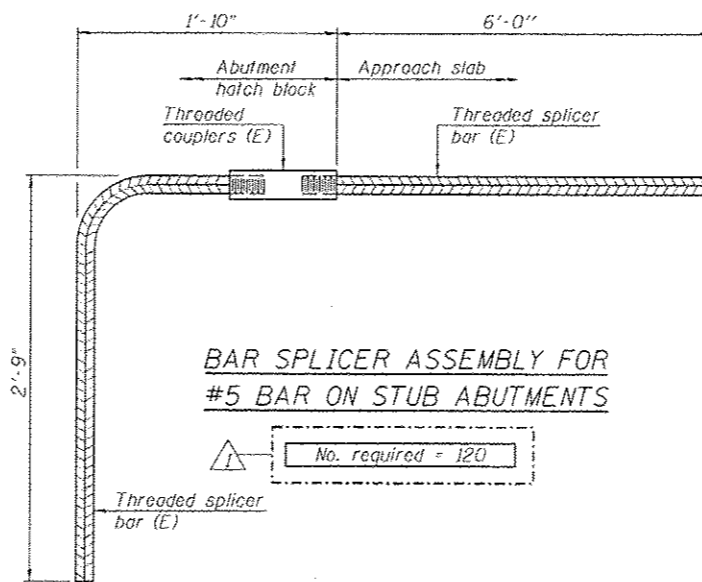 1'-10"
6'-0"
Abutment
hatch block
Approach slab
Threaded
couplers (E)
Threaded splicer
bar (E)
2'-9"
BAR SPLICER ASSEMBLY FOR
#5 BAR ON STUB ABUTMENTS
1
No. required = 120
Threaded splicer
bar (E)